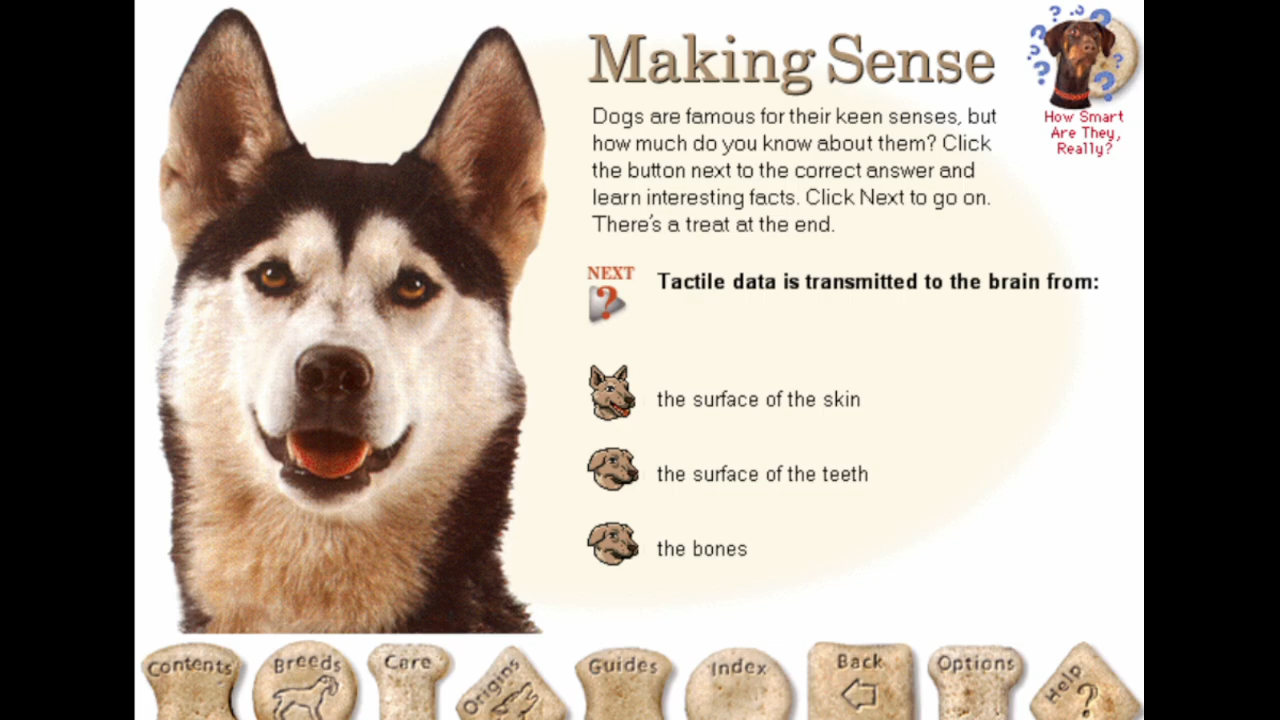 Making Sense
Dogs are famous for their keen senses, but
how much do you know about them? Click
the button next to the correct answer and
learn interesting facts. Click Next to go on.
There's a treat at the end.
How Smart
Are They,
Really?
NEXT
Tactile data is transmitted to the brain from:
the surface of the skin
the surface of the teeth
the bones
Contents
Breeds
Care
Origins
Guides
Index
Back
Options
Help